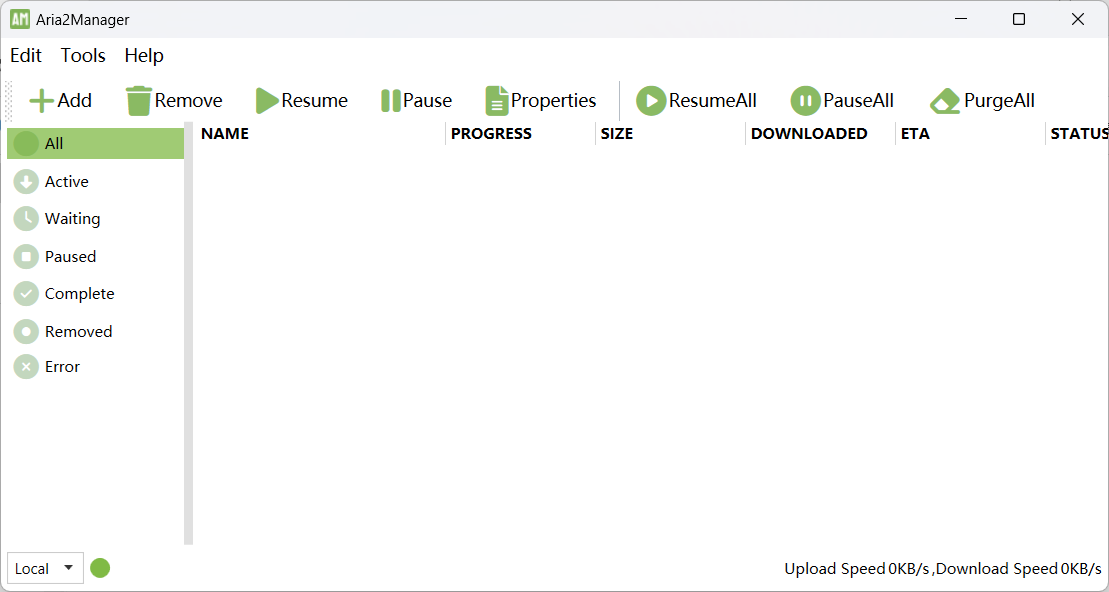 AM Aria2Manager
Edit Tools Help
Add Remove Resume Pause Properties ResumeAll PauseAll PurgeAll
All
Active
Waiting
Paused
Complete
Removed
Error
NAME PROGRESS SIZE DOWNLOADED ETA STATUS
Local
Upload Speed 0KB/s ,Download Speed 0KB/s